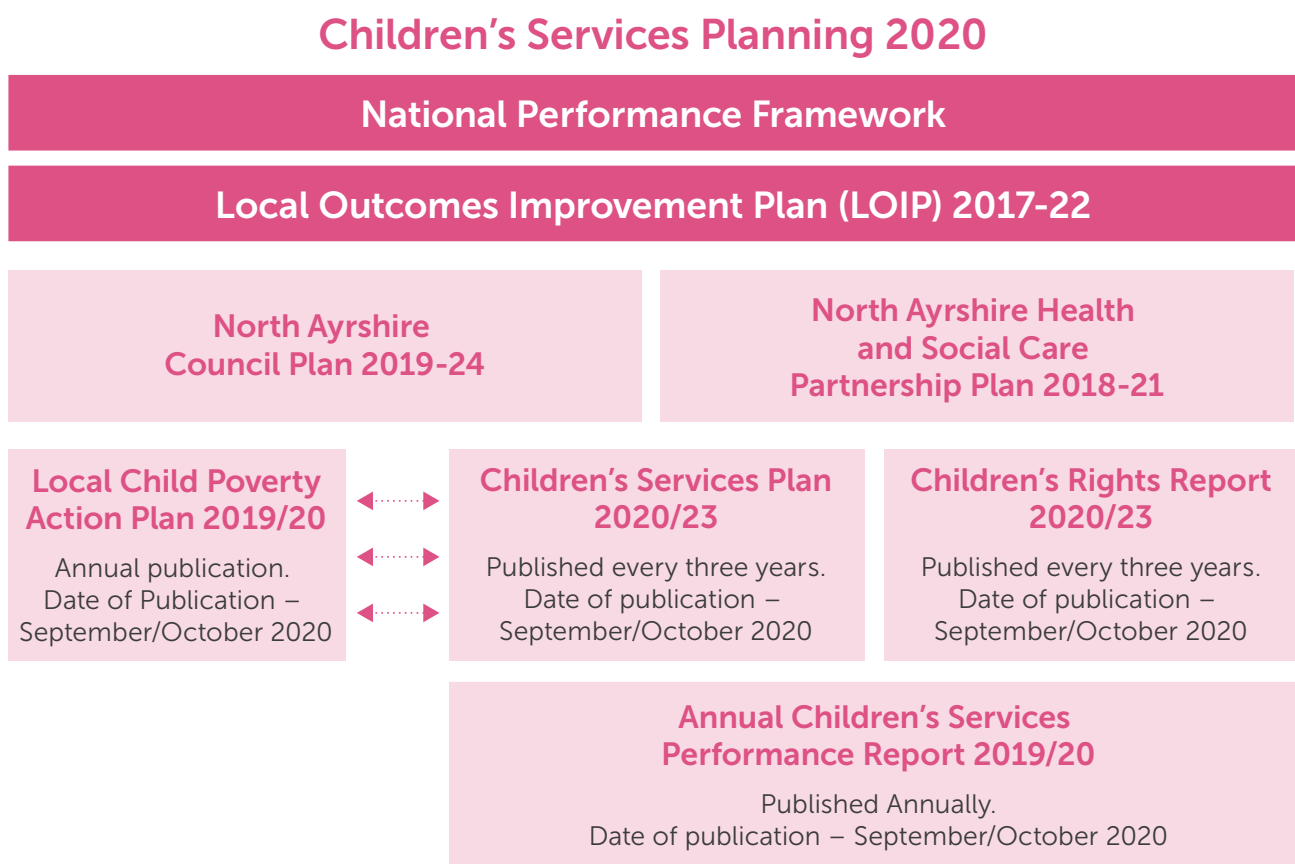 Children's Services Planning 2020
National Performance Framework
Local Outcomes Improvement Plan (LOIP) 2017-22
North Ayrshire
Council Plan 2019-24
North Ayrshire Health
and Social Care
Partnership Plan 2018-21
Local Child Poverty
Action Plan 2019/20
Annual publication.
Date of Publication –
September/October 2020
Children's Services Plan
2020/23
Published every three years.
Date of publication –
September/October 2020
Children's Rights Report
2020/23
Published every three years.
Date of publication –
September/October 2020
Annual Children's Services
Performance Report 2019/20
Published Annually.
Date of publication – September/October 2020